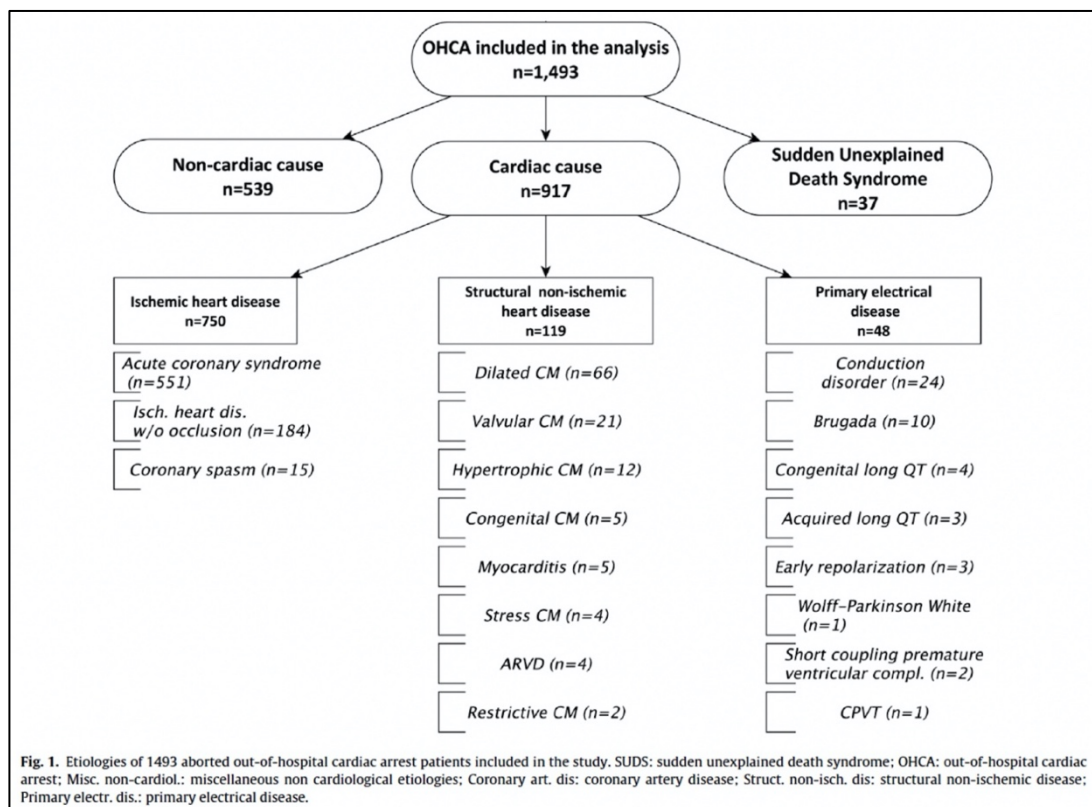 OHCA included in the analysis
n=1,493
Non-cardiac cause
n=539
Cardiac cause
n=917
Sudden Unexplained
Death Syndrome
n=37
Ischemic heart disease
n=750
Acute coronary syndrome
(n=551)
Isch. heart dis.
w/o occlusion (n=184)
Coronary spasm (n=15)
Structural non-ischemic
heart disease
n=119
Dilated CM (n=66)
Valvular CM (n=21)
Hypertrophic CM (n=12)
Congenital CM (n=5)
Myocarditis (n=5)
Stress CM (n=4)
ARVD (n=4)
Restrictive CM (n=2)
Primary electrical
disease
n=48
Conduction
disorder (n=24)
Brugada (n=10)
Congenital long QT (n=4)
Acquired long QT (n=3)
Early repolarization (n=3)
Wolff-Parkinson White
(n=1)
Short coupling premature
ventricular compl. (n=2)
CPVT (n=1)
Fig. 1. Etiologies of 1493 aborted out-of-hospital cardiac arrest patients included in the study. SUDS: sudden unexplained death syndrome; OHCA: out-of-hospital cardiac
arrest; Misc. non-cardiol.: miscellaneous non cardiological etiologies; Coronary art. dis: coronary artery disease; Struct. non-isch. dis: structural non-ischemic disease;
Primary electr. dis.: primary electrical disease.